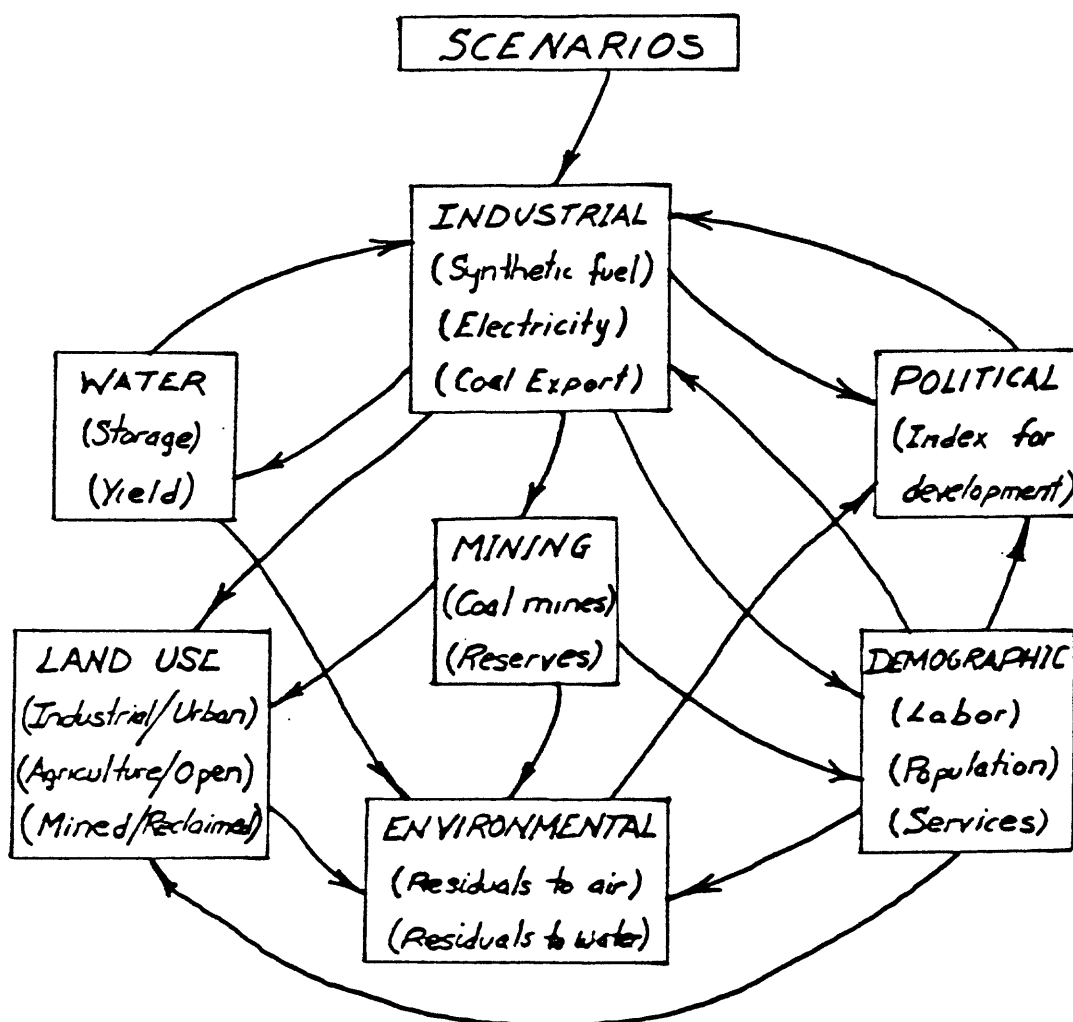 SCENARIOS
INDUSTRIAL
(Synthetic fuel)
(Electricity)
(Coal Export)
WATER
(Storage)
(Yield)
POLITICAL
(Index for
development)
MINING
(Coal mines)
(Reserves)
LAND USE
(Industrial/Urban)
(Agriculture/Open)
(Mined/Reclaimed)
DEMOGRAPHIC
(Labor)
(Population)
(Services)
ENVIRONMENTAL
(Residuals to air)
(Residuals to water)